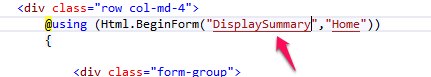 <div class="row col-md-4">
@using (Html.BeginForm("DisplaySummary","Home"))
{
<div class="form-group">